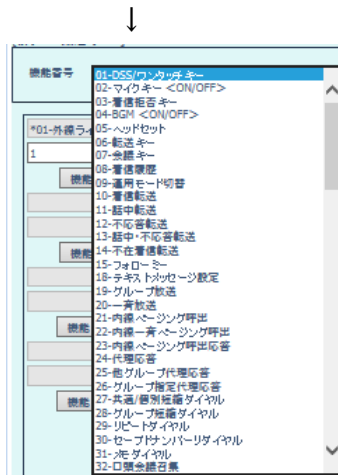 ↓
機能番号
01-DSS/ワンタッチ キー
02-マイクキー <ON/OFF>
03-着信拒否キー
04-BGM <ON/OFF>
05-ヘッドセット
06-転送キー
07-会議キー
08-着信履歴
09-運用モード切替
10-着信転送
11-話中転送
12-不応答転送
13-話中・不応答転送
14-不在着信転送
15-フォローミー
18-テキストメッセージ設定
19-グループ放送
20-一斉放送
21-内線ページング呼出
22-内線一斉ページング呼出
23-内線ページング呼出応答
24-代理応答
25-他グループ代理応答
26-グループ指定代理応答
27-共通/個別短縮ダイヤル
28-グループ短縮ダイヤル
29-リピートダイヤル
30-セーブドナンバーリダイヤル
31-メモダイヤル
32-口頭会議召集
*01-外線ライ
1
機能
機能
機能
機能